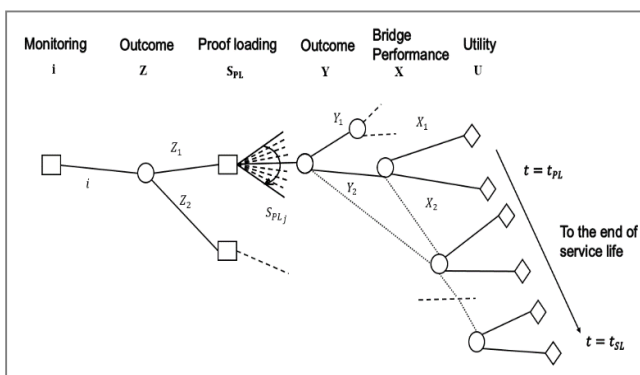 Monitoring Outcome Proof loading Outcome Bridge Performance Utility
i Z S_PL Y X U
Y_1 X_1
Z_1
t = t_PL
i Y_2
Z_2 S_PL_j X_2
To the end of
service life
t = t_SL